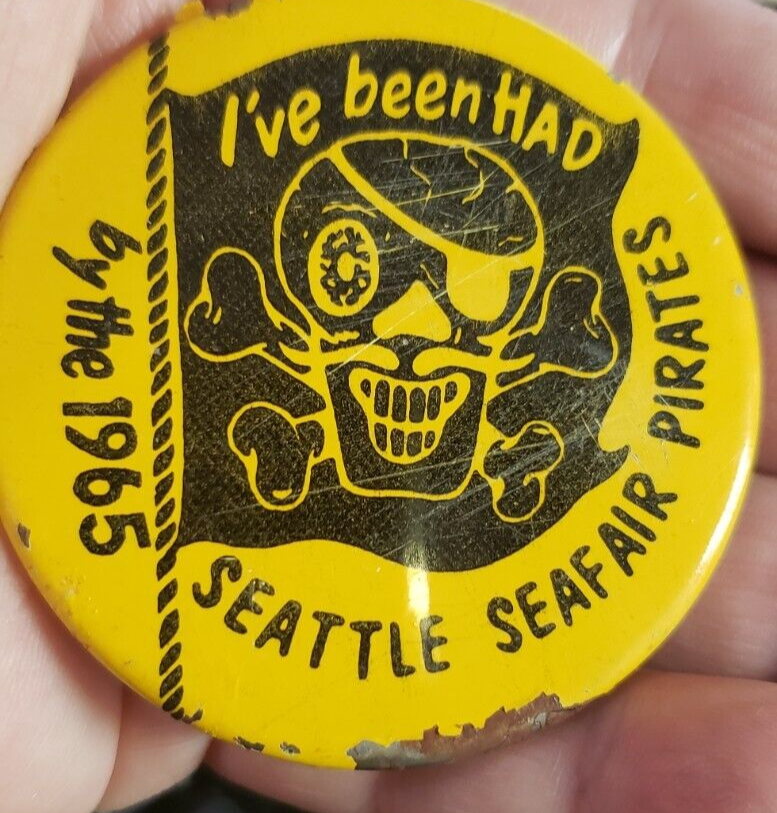 I've been HAD
by the 1965
SEATTLE SEAFAIR PIRATES